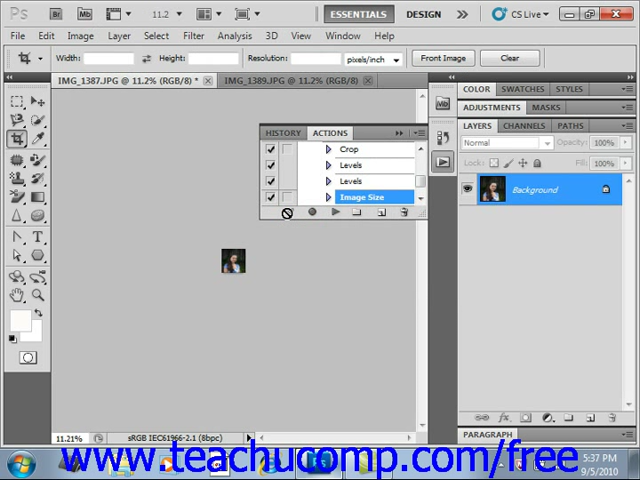 Ps Br Mb 11.2 ESSENTIALS DESIGN CS Live
File Edit Image Layer Select Filter Analysis 3D View Window Help
Width: Height: Resolution: pixels/inch Front Image Clear
IMG_1387.JPG @ 11.2% (RGB/8) * IMG_1389.JPG @ 11.2% (RGB/8)
COLOR SWATCHES STYLES
ADJUSTMENTS MASKS
LAYERS CHANNELS PATHS
Normal Opacity: 100%
Lock: Fill: 100%
Background
HISTORY ACTIONS
Crop
Levels
Levels
Image Size
T
Mb
11.21% sRGB IEC61966-2.1 (8bpc)
PARAGRAPH
www.teachucomp.com/free
5:37 PM
9/5/2010